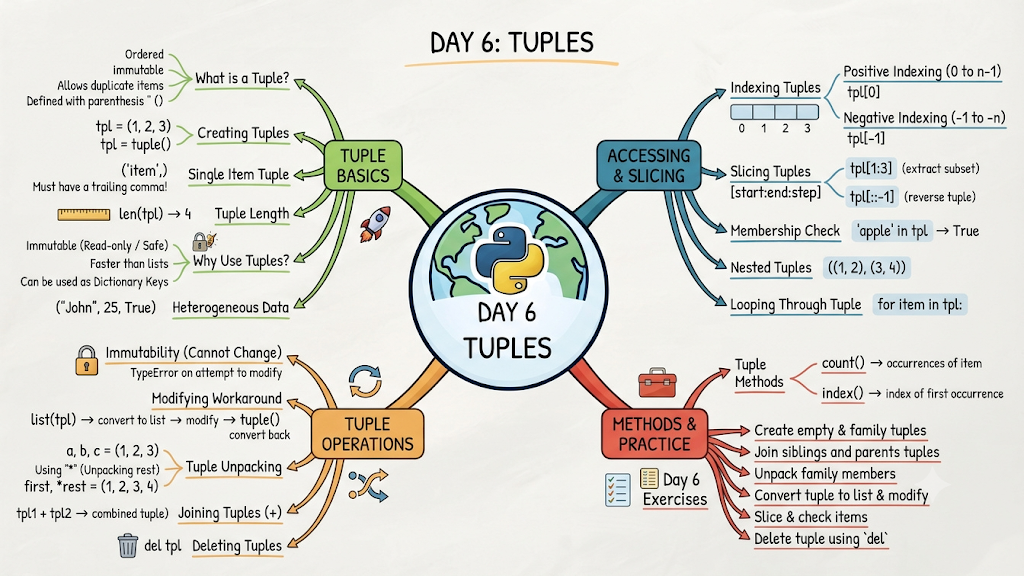 DAY 6: TUPLES
TUPLE
BASICS
What is a Tuple?
Ordered
immutable
Allows duplicate items
Defined with parenthesis " ()
Creating Tuples
tpl = (1, 2, 3)
tpl = tuple()
Single Item Tuple
('item',)
Must have a trailing comma!
Tuple Length
len(tpl) → 4
Why Use Tuples?
Immutable (Read-only / Safe)
Faster than lists
Can be used as Dictionary Keys
Heterogeneous Data
("John", 25, True)
ACCESSING
& SLICING
Indexing Tuples
0 1 2 3
Positive Indexing (0 to n-1)
tpl[0]
Negative Indexing (-1 to -n)
tpl[-1]
Slicing Tuples
[start:end:step]
tpl[1:3] (extract subset)
tpl[::-1] (reverse tuple)
Membership Check 'apple' in tpl → True
Nested Tuples ((1, 2), (3, 4))
Looping Through Tuple for item in tpl:
DAY 6
TUPLES
TUPLE
OPERATIONS
Immutability (Cannot Change)
TypeError on attempt to modify
Modifying Workaround
list(tpl) → convert to list → modify → tuple()
convert back
Tuple Unpacking
a, b, c = (1, 2, 3)
Using "*" (Unpacking rest)
first, *rest = (1, 2, 3, 4)
Joining Tuples (+)
tpl1 + tpl2 → combined tuple)
Deleting Tuples
del tpl
METHODS &
PRACTICE
Tuple
Methods
count() → occurrences of item
index() → index of first occurrence
Day 6
Exercises
Create empty & family tuples
Join siblings and parents tuples
Unpack family members
Convert tuple to list & modify
Slice & check items
Delete tuple using `del`